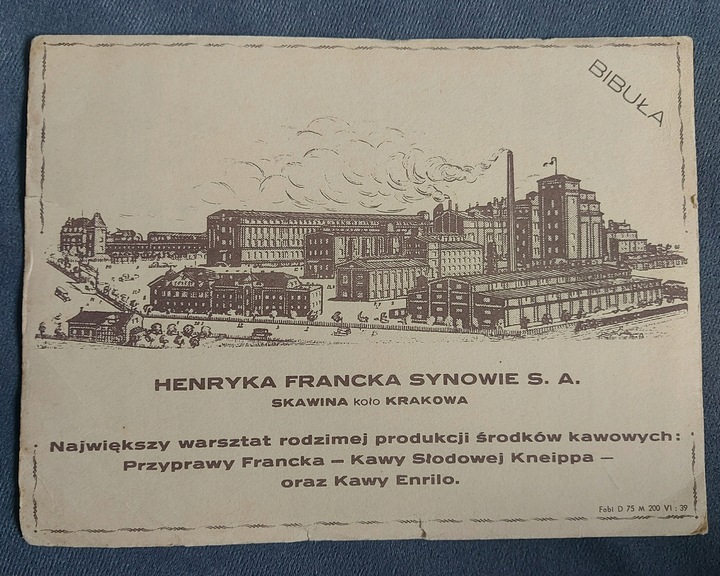 BIBUŁA
HENRYKA FRANCKA SYNOWIE S. A.
SKAWINA koło KRAKOWA
Największy warsztat rodzimej produkcji środków kawowych:
Przyprawy Francka – Kawy Słodowej Kneippa –
oraz Kawy Enrilo.
Fabi D 75 M 200 VI : 39